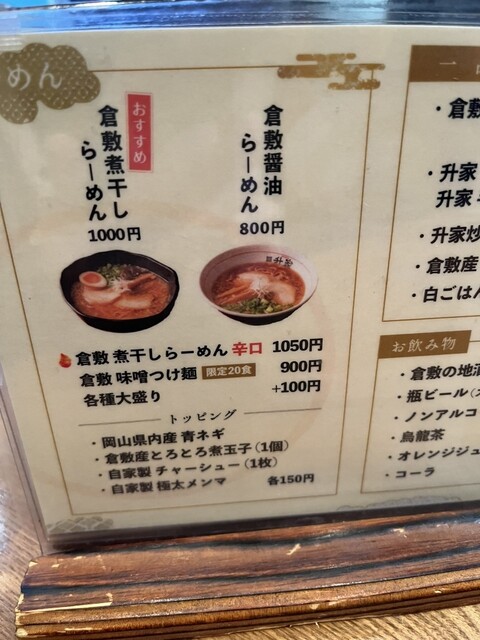 めん
おすすめ
倉敷煮干し
らーめん
1000円
倉敷醤油
らーめん
800円
倉敷 煮干しらーめん 辛口 1050円
倉敷 味噌つけ麺 限定20食 900円
各種大盛り +100円
トッピング
・岡山県内産 青ネギ
・倉敷産とろとろ煮玉子(1個)
・自家製 チャーシュー(1枚)
・自家製 極太メンマ 各150円
一
・倉敷
・升家
升家
・升家炒
・倉敷産
・白ごはん
お飲み物
・倉敷の地
・瓶ビール
・ノンアルコ
・烏龍茶
・オレンジジュ
・コーラ